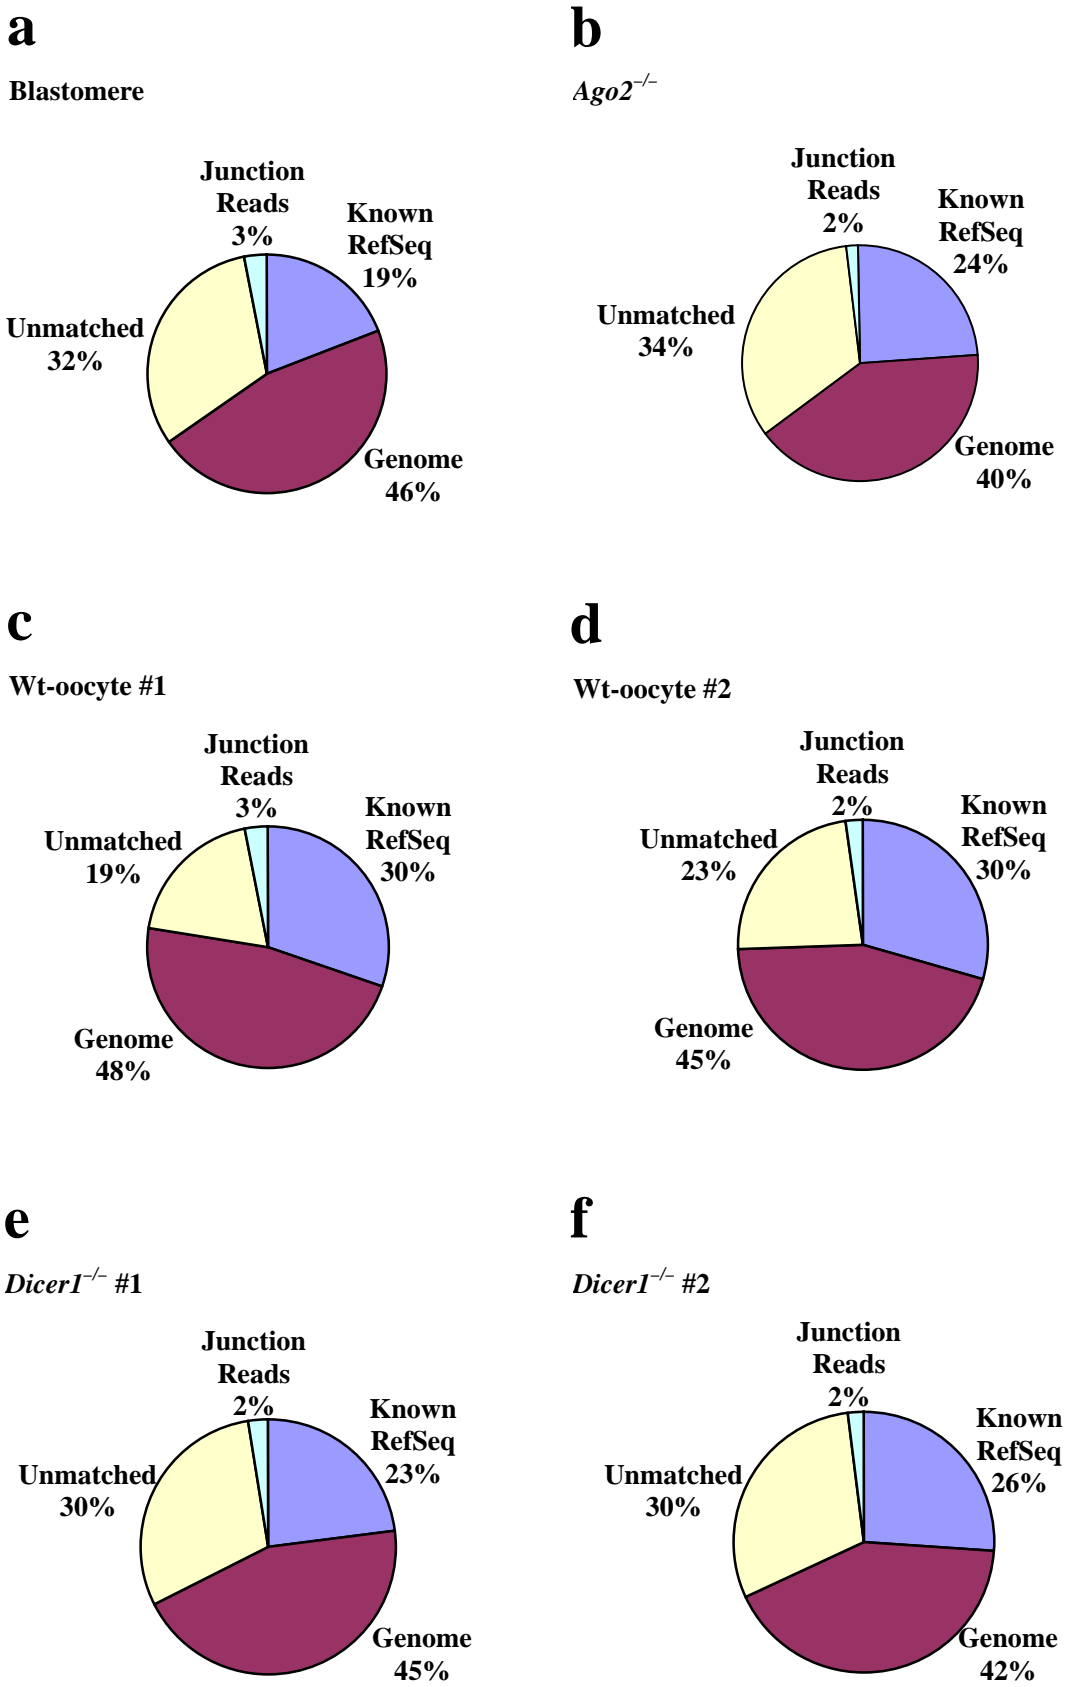 a
Blastomere
Junction
Reads
3%
Known
RefSeq
19%
Unmatched
32%
Genome
46%
b
Ago2–/–
Junction
Reads
2%
Known
RefSeq
24%
Unmatched
34%
Genome
40%
c
Wt-oocyte #1
Junction
Reads
3%
Known
RefSeq
30%
Unmatched
19%
Genome
48%
d
Wt-oocyte #2
Junction
Reads
2%
Known
RefSeq
30%
Unmatched
23%
Genome
45%
e
Dicer1–/– #1
Junction
Reads
2%
Known
RefSeq
23%
Unmatched
30%
Genome
45%
f
Dicer1–/– #2
Junction
Reads
2%
Known
RefSeq
26%
Unmatched
30%
Genome
42%